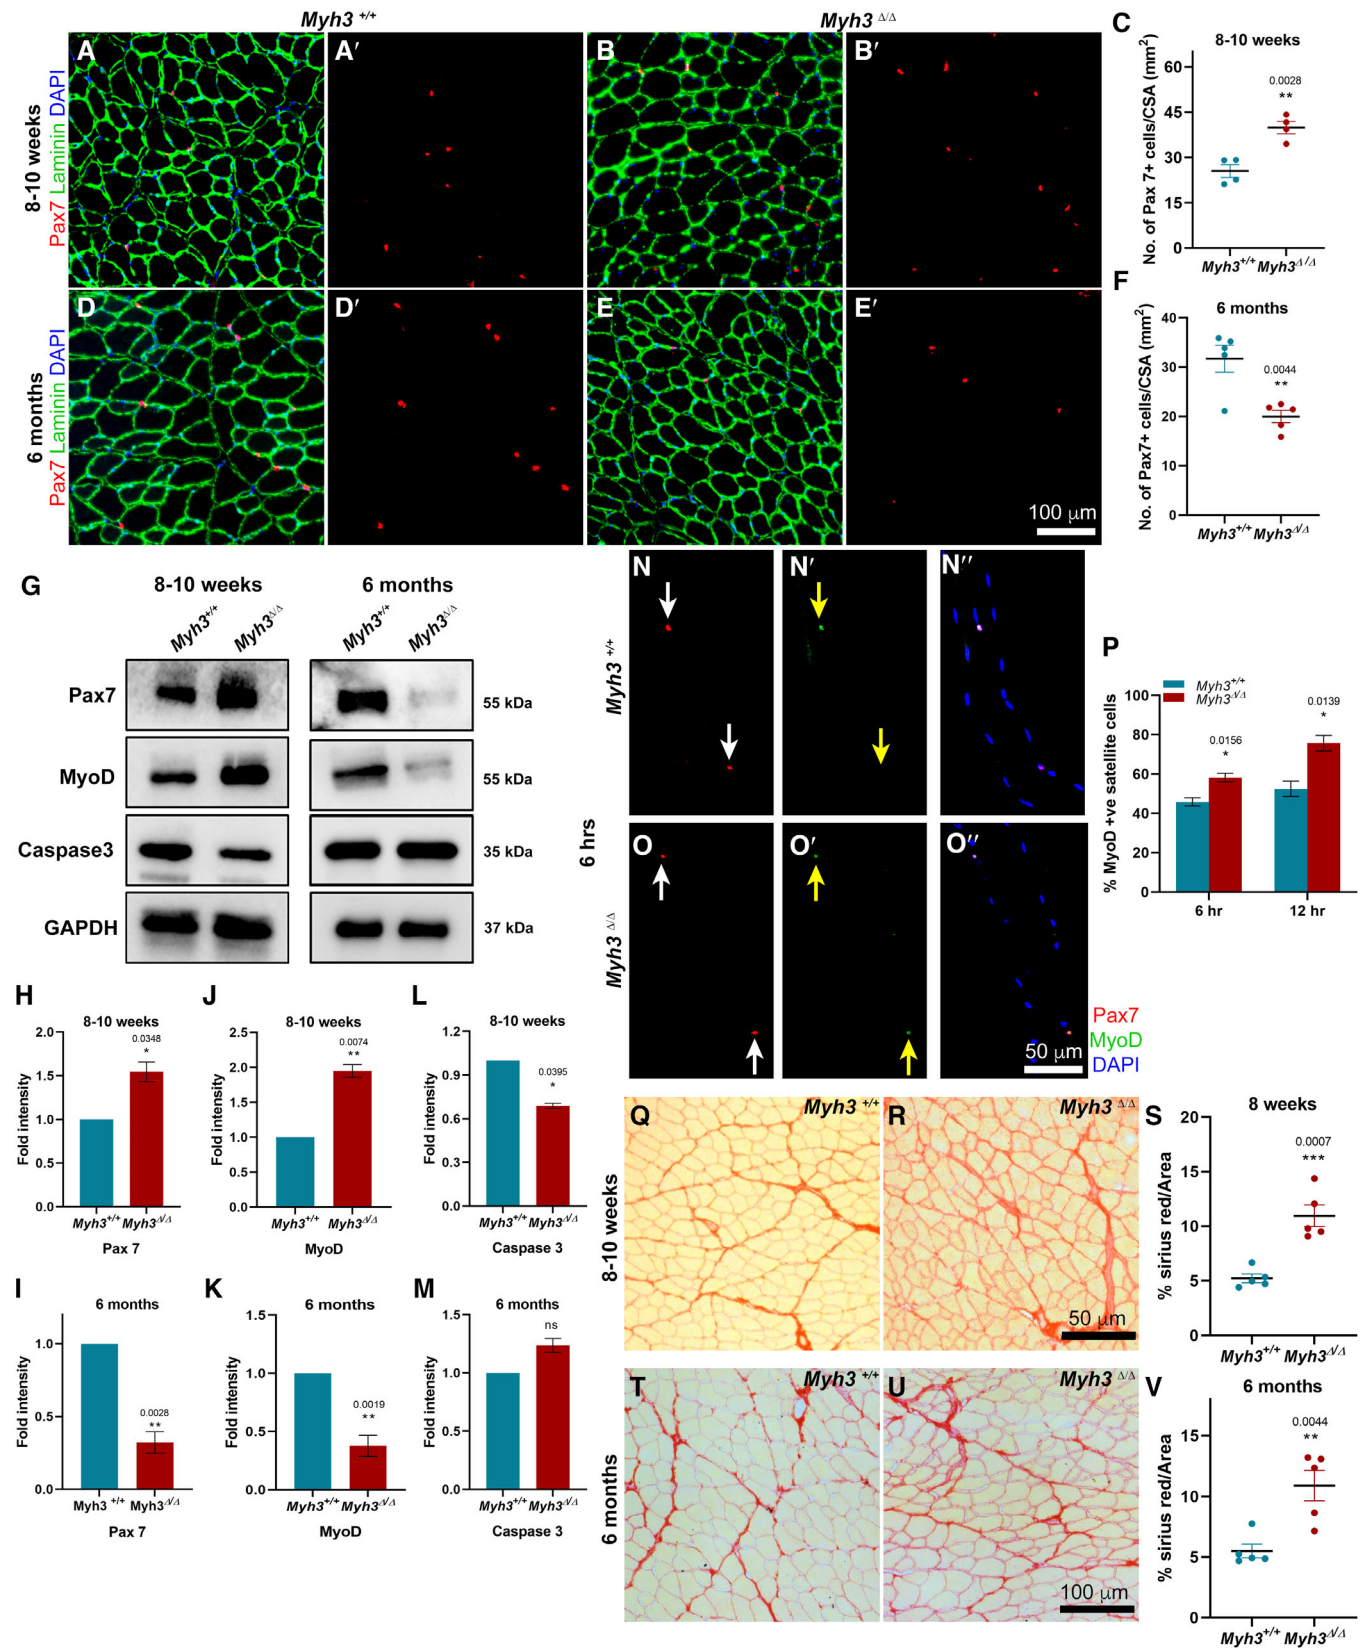 Myh3 +/+
Myh3 Δ/Δ
8-10 weeks
Pax7 Laminin DAPI
A
A′
B
B′
C
8-10 weeks
No. of Pax 7+ cells/CSA (mm2)
60
45
30
15
0
0.0028
**
Myh3+/+ Myh3Δ/Δ
6 months
Pax7 Laminin DAPI
D
D′
E
E′
100 µm
F
6 months
No. of Pax7+ cells/CSA (mm2)
40
30
20
10
0
0.0044
**
Myh3+/+ Myh3Δ/Δ
G
8-10 weeks
6 months
Myh3+/+
Myh3Δ/Δ
Myh3+/+
Myh3Δ/Δ
Pax7
55 kDa
MyoD
55 kDa
Caspase3
35 kDa
GAPDH
37 kDa
6 hrs
Myh3 +/+
N
N′
N′′
Myh3 Δ/Δ
O
O′
O′′
50 µm
Pax7
MyoD
DAPI
P
Myh3+/+
Myh3Δ/Δ
% MyoD +ve satellite cells
100
80
60
40
20
0
0.0156
*
0.0139
*
6 hr
12 hr
H
8-10 weeks
Fold intensity
2.0
1.5
1.0
0.5
0.0
0.0348
*
Myh3+/+ Myh3Δ/Δ
Pax 7
J
8-10 weeks
Fold intensity
2.5
2.0
1.5
1.0
0.5
0.0
0.0074
**
Myh3+/+ Myh3Δ/Δ
MyoD
L
8-10 weeks
Fold intensity
1.2
0.9
0.6
0.3
0.0
0.0395
*
Myh3+/+ Myh3Δ/Δ
Caspase 3
I
6 months
Fold intensity
1.0
0.5
0.0
0.0028
**
Myh3 +/+ Myh3Δ/Δ
Pax 7
K
6 months
Fold intensity
1.5
1.0
0.5
0.0
0.0019
**
Myh3+/+ Myh3Δ/Δ
MyoD
M
6 months
Fold intensity
1.5
1.0
0.5
0.0
ns
Myh3+/+ Myh3Δ/Δ
Caspase 3
8-10 weeks
Q
Myh3 +/+
R
Myh3 Δ/Δ
50 µm
S
8 weeks
% sirius red/Area
20
15
10
5
0
0.0007
***
Myh3+/+ Myh3Δ/Δ
6 months
T
Myh3 +/+
U
Myh3 Δ/Δ
100 µm
V
6 months
% sirius red/Area
15
10
5
0
0.0044
**
Myh3+/+ Myh3Δ/Δ